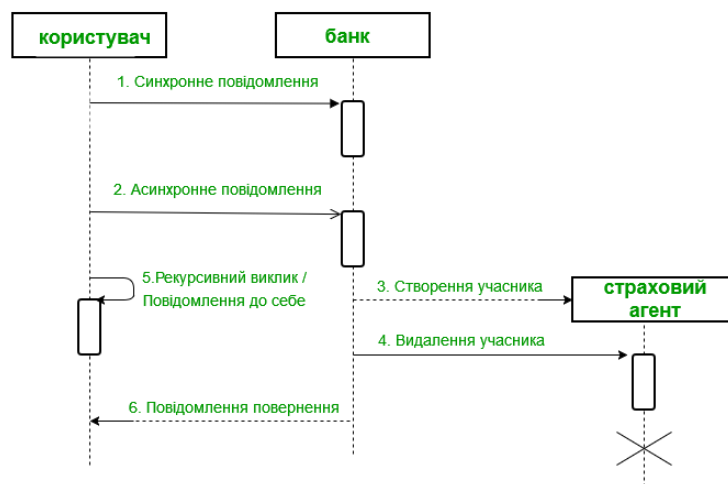 користувач
банк
1. Синхронне повідомлення
2. Асинхронне повідомлення
5.Рекурсивний виклик /
Повідомлення до себе
3. Створення учасника
страховий
агент
4. Видалення учасника
6. Повідомлення повернення